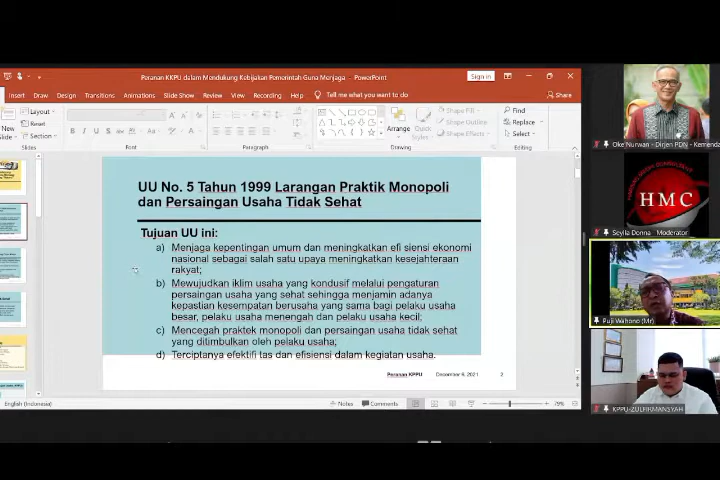 Peranan KKPU dalam Mendukung Kebijakan Pemerintah Guna Menjaga - PowerPoint
Sign in
Insert Draw Design Transitions Animations Slide Show Review View Recording Help Tell me what you want to do
Share
Layout
Reset
New Slide
Section
Font
Paragraph
Arrange
Quick Styles
Shape Fill
Shape Outline
Shape Effects
Drawing
Find
Replace
Select
Editing
UU No. 5 Tahun 1999 Larangan Praktik Monopoli
dan Persaingan Usaha Tidak Sehat
Tujuan UU ini:
a) Menjaga kepentingan umum dan meningkatkan efi siensi ekonomi
nasional sebagai salah satu upaya meningkatkan kesejahteraan
rakyat;
b) Mewujudkan iklim usaha yang kondusif melalui pengaturan
persaingan usaha yang sehat sehingga menjamin adanya
kepastian kesempatan berusaha yang sama bagi pelaku usaha
besar, pelaku usaha menengah dan pelaku usaha kecil;
c) Mencegah praktek monopoli dan persaingan usaha tidak sehat
yang ditimbulkan oleh pelaku usaha;
d) Terciptanya efektifi tas dan efisiensi dalam kegiatan usaha.
Peranan KPPU December 6, 2021 2
English (Indonesia)
Notes
Comments
79%
Oke Nurwan - Dirjen PDN - Kemenda
HMC
Seylla Donna - Moderator
Puji Wahono (Mr)
KPPU-ZULFIKMANSYAH